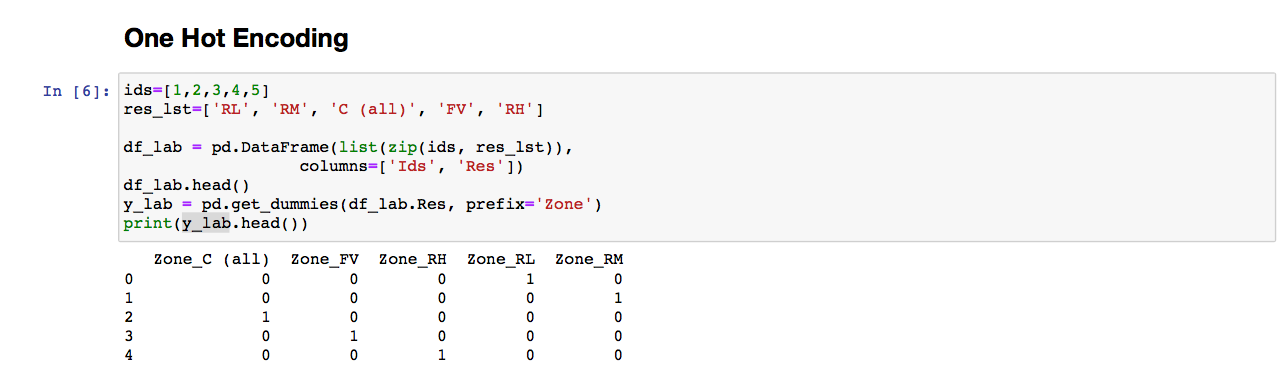 One Hot Encoding
In [6]:
ids=[1,2,3,4,5]
res_lst=['RL', 'RM', 'C (all)', 'FV', 'RH']
df_lab = pd.DataFrame(list(zip(ids, res_lst)),
columns=['Ids', 'Res'])
df_lab.head()
y_lab = pd.get_dummies(df_lab.Res, prefix='Zone')
print(y_lab.head())
Zone_C (all) Zone_FV Zone_RH Zone_RL Zone_RM
0 0 0 0 1 0
1 0 0 0 0 1
2 1 0 0 0 0
3 0 1 0 0 0
4 0 0 1 0 0